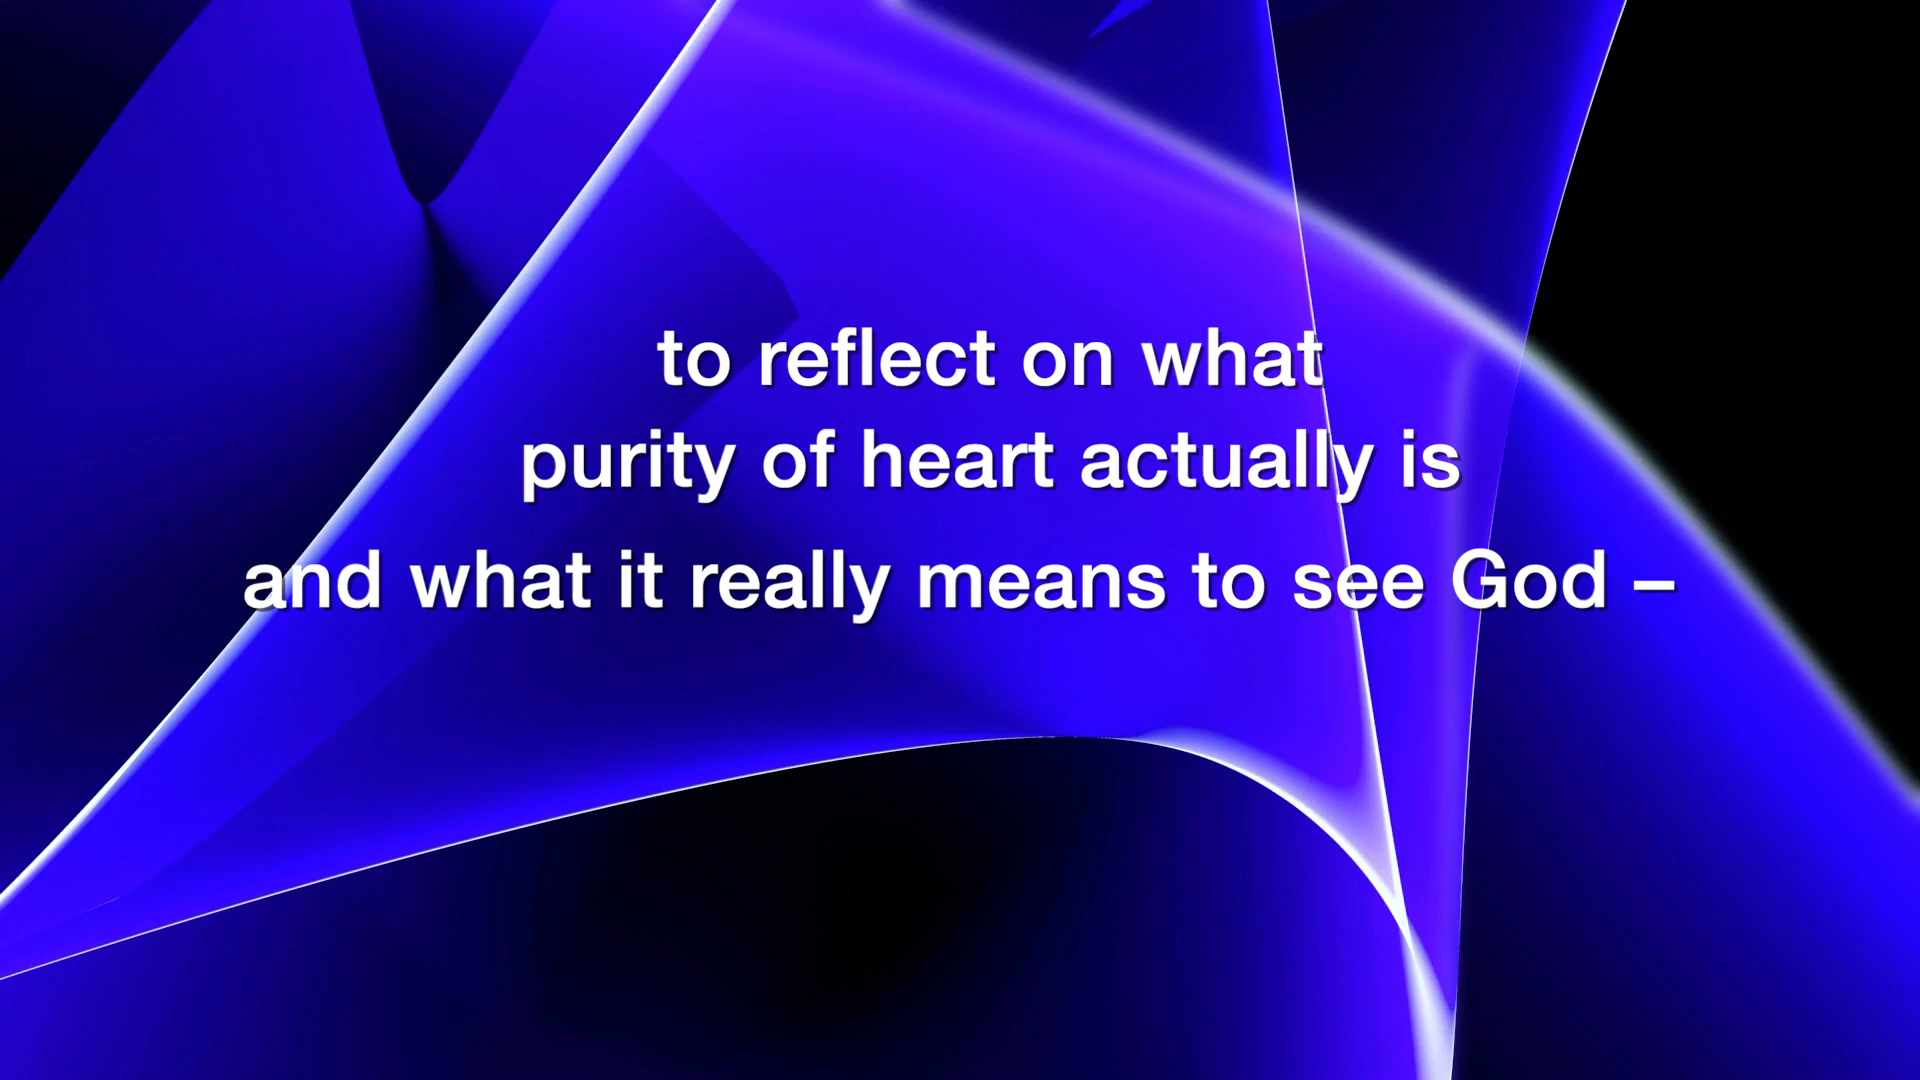 to reflect on what
purity of heart actually is
and what it really means to see God –